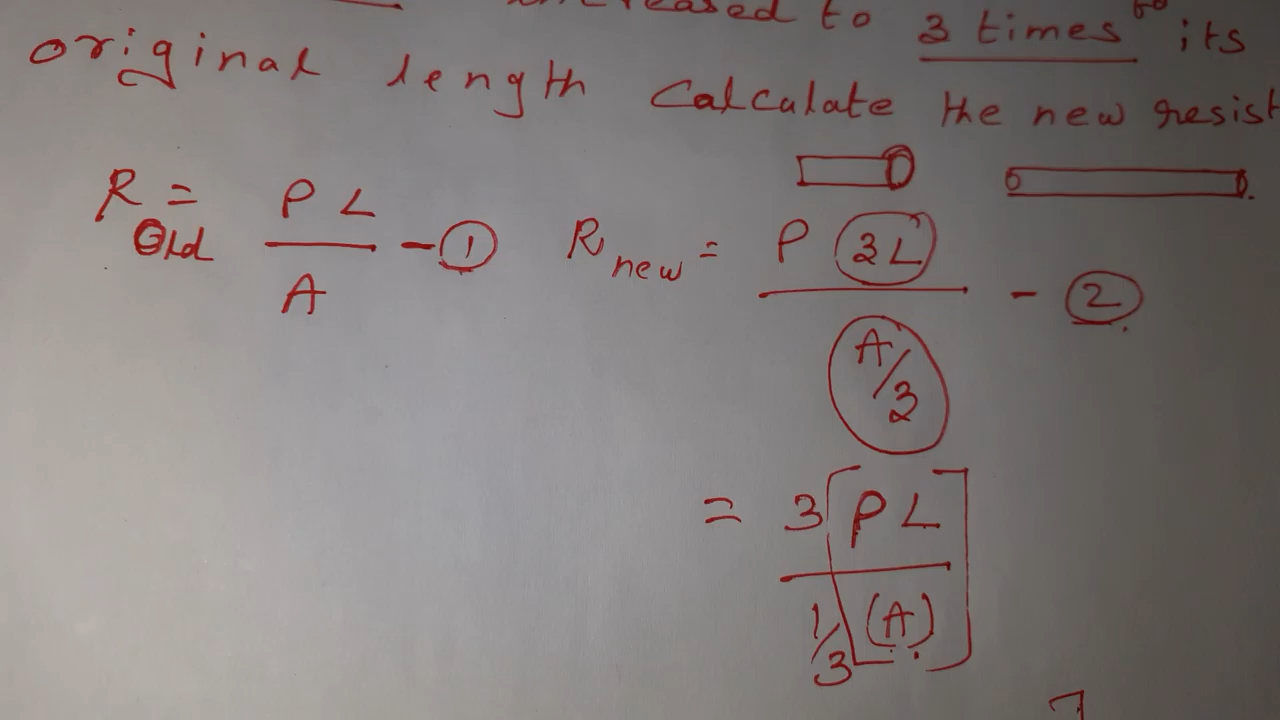 increased to 3 times its
original length Calculate the new resist
R Old = ρL / A - ① R new = ρ(3L) / (A/3) - ②
= 3[ρL / 1/3 (A)]